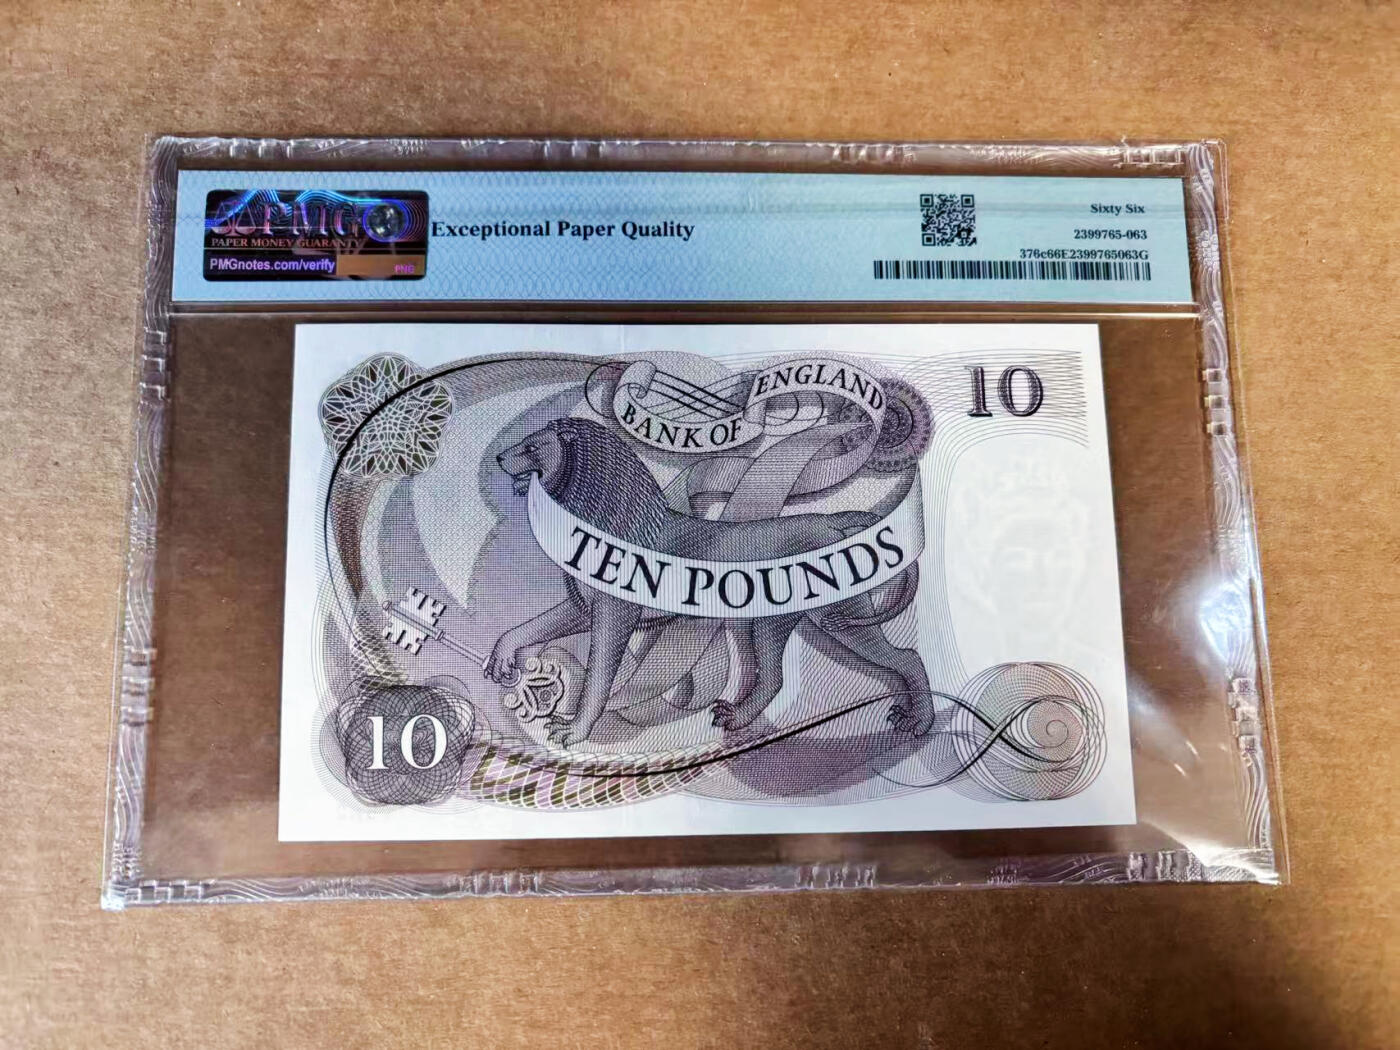 PMG
PAPER MONEY GUARANTY
PMGnotes.com/verify
PNG
Exceptional Paper Quality
Sixty Six
2399765-063
376c66E2399765063G
BANK OF ENGLAND
10
TEN POUNDS
10